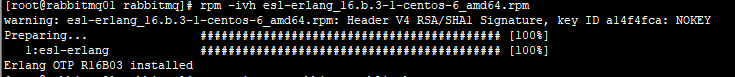 [root@rabbitmq01 rabbitmq]# rpm -ivh esl-erlang_16.b.3-1~centos~6_amd64.rpm
warning: esl-erlang_16.b.3-1~centos~6_amd64.rpm: Header V4 RSA/SHA1 Signature, key ID a14f4fca: NOKEY
Preparing... ########################################### [100%]
1:esl-erlang ########################################### [100%]
Erlang OTP R16B03 installed